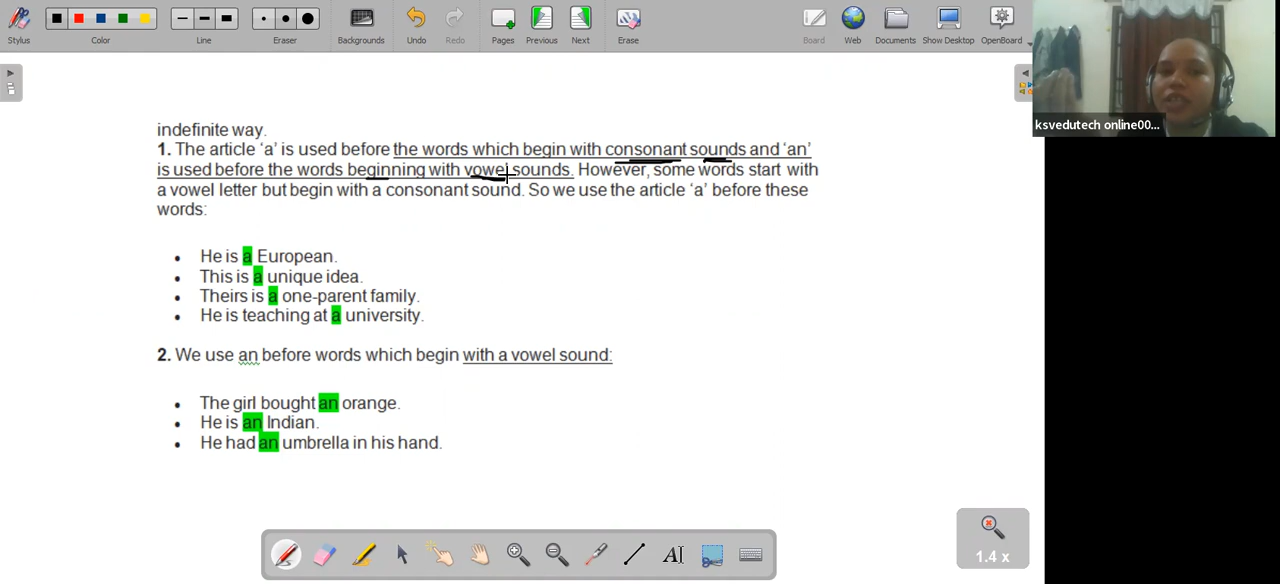 Stylus
Color
Line
Eraser
Backgrounds
Undo
Redo
Pages
Previous
Next
Erase
Board
Web
Documents
Show Desktop
OpenBoard
ksvedutech online00...
indefinite way.
1. The article ‘a’ is used before the words which begin with consonant sounds and ‘an’
is used before the words beginning with vowel sounds. However, some words start with
a vowel letter but begin with a consonant sound. So we use the article ‘a’ before these
words:
• He is a European.
• This is a unique idea.
• Theirs is a one-parent family.
• He is teaching at a university.
2. We use an before words which begin with a vowel sound:
• The girl bought an orange.
• He is an Indian.
• He had an umbrella in his hand.
1.4 x